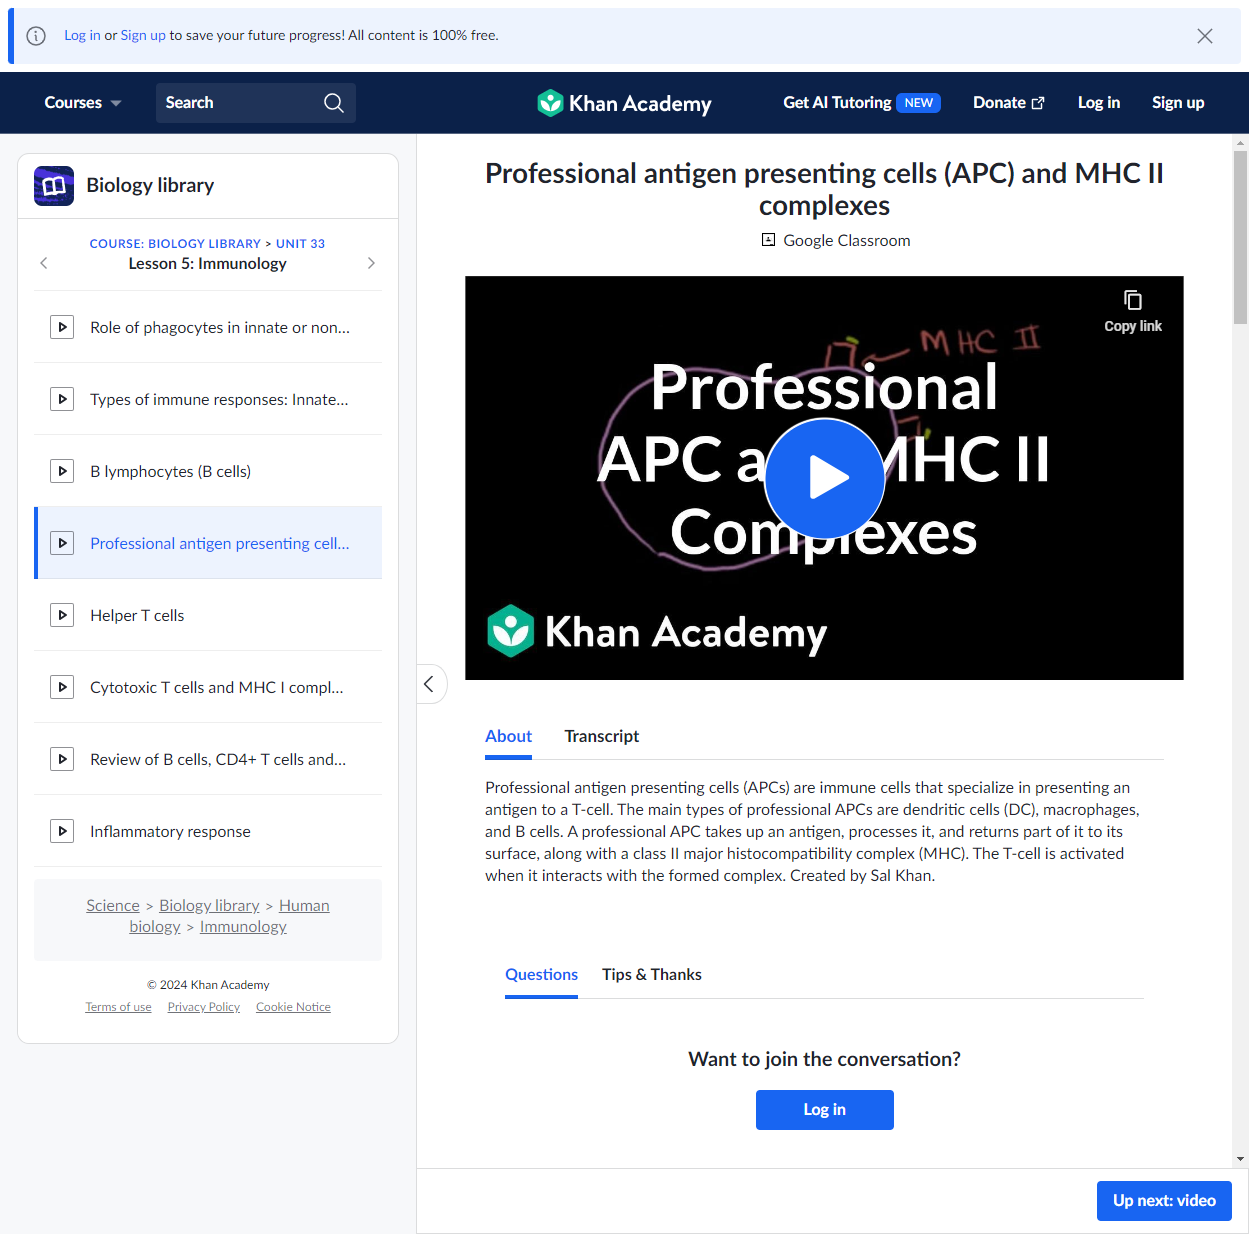 Log in or Sign up to save your future progress! All content is 100% free.
Courses
Search
Khan Academy
Get AI Tutoring NEW
Donate
Log in
Sign up
Biology library
COURSE: BIOLOGY LIBRARY > UNIT 33
Lesson 5: Immunology
Role of phagocytes in innate or non...
Types of immune responses: Innate...
B lymphocytes (B cells)
Professional antigen presenting cell...
Helper T cells
Cytotoxic T cells and MHC I compl...
Review of B cells, CD4+ T cells and...
Inflammatory response
Science > Biology library > Human
biology > Immunology
© 2024 Khan Academy
Terms of use Privacy Policy Cookie Notice
Professional antigen presenting cells (APC) and MHC II
complexes
Google Classroom
Copy link
MHC II
Professional
APC a MHC II
Complexes
Khan Academy
About
Transcript
Professional antigen presenting cells (APCs) are immune cells that specialize in presenting an
antigen to a T-cell. The main types of professional APCs are dendritic cells (DC), macrophages,
and B cells. A professional APC takes up an antigen, processes it, and returns part of it to its
surface, along with a class II major histocompatibility complex (MHC). The T-cell is activated
when it interacts with the formed complex. Created by Sal Khan.
Questions
Tips & Thanks
Want to join the conversation?
Log in
Up next: video